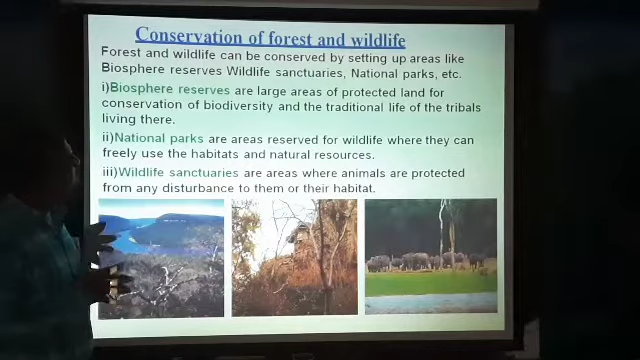 Conservation of forest and wildlife
Forest and wildlife can be conserved by setting up areas like
Biosphere reserves Wildlife sanctuaries, National parks, etc.
i)Biosphere reserves are large areas of protected land for
conservation of biodiversity and the traditional life of the tribals
living there.
ii)National parks are areas reserved for wildlife where they can
freely use the habitats and natural resources.
iii)Wildlife sanctuaries are areas where animals are protected
from any disturbance to them or their habitat.